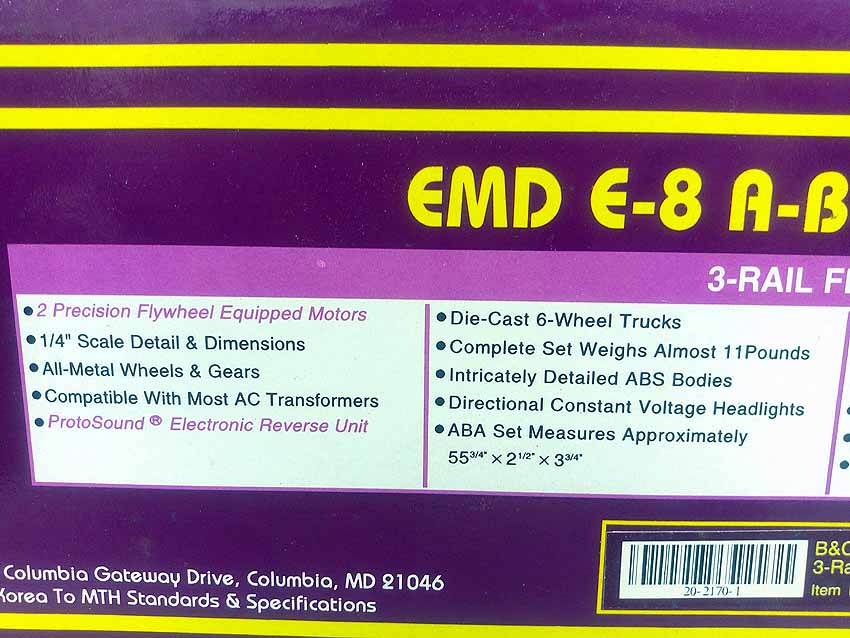 EMD E-8 A-B
3-RAIL
• 2 Precision Flywheel Equipped Motors
• 1/4" Scale Detail & Dimensions
• All-Metal Wheels & Gears
• Compatible With Most AC Transformers
• ProtoSound ® Electronic Reverse Unit
• Die-Cast 6-Wheel Trucks
• Complete Set Weighs Almost 11Pounds
• Intricately Detailed ABS Bodies
• Directional Constant Voltage Headlights
• ABA Set Measures Approximately
55 3/4" × 2 1/2" × 3 3/4"
Columbia Gateway Drive, Columbia, MD 21046
Korea To MTH Standards & Specifications
20-2170-1
B&O
3-Ra
Item